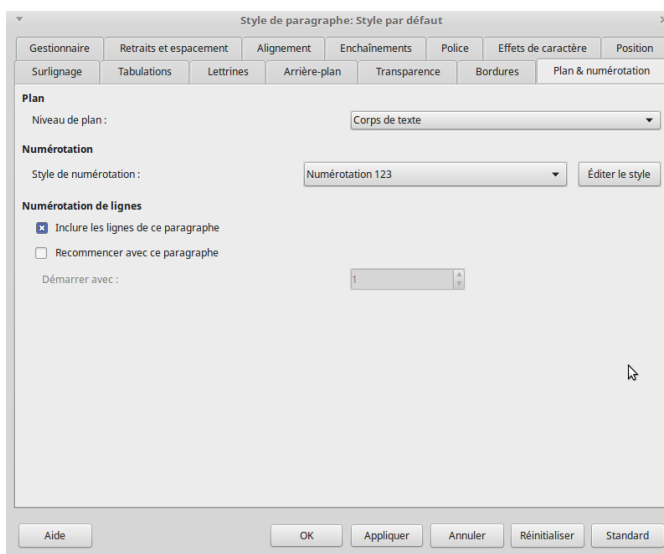 Style de paragraphe: Style par défaut
Gestionnaire Retraits et espacement Alignement Enchaînements Police Effets de caractère Position
Surlignage Tabulations Lettrines Arrière-plan Transparence Bordures Plan & numérotation
Plan
Niveau de plan : Corps de texte
Numérotation
Style de numérotation : Numérotation 123 Éditer le style
Numérotation de lignes
Inclure les lignes de ce paragraphe
Recommencer avec ce paragraphe
Démarrer avec : 1
Aide OK Appliquer Annuler Réinitialiser Standard